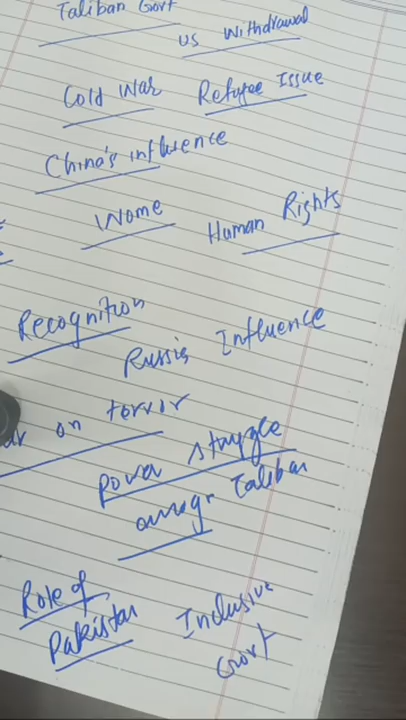 Taliban Govt
US Withdrawal
Cold War
Refugee Issue
China's influence
Wome
Human Rights
Recognition
Russia Influence
on terror
power struggle
among Taliban
Role of
Pakistan
Inclusive
Govt